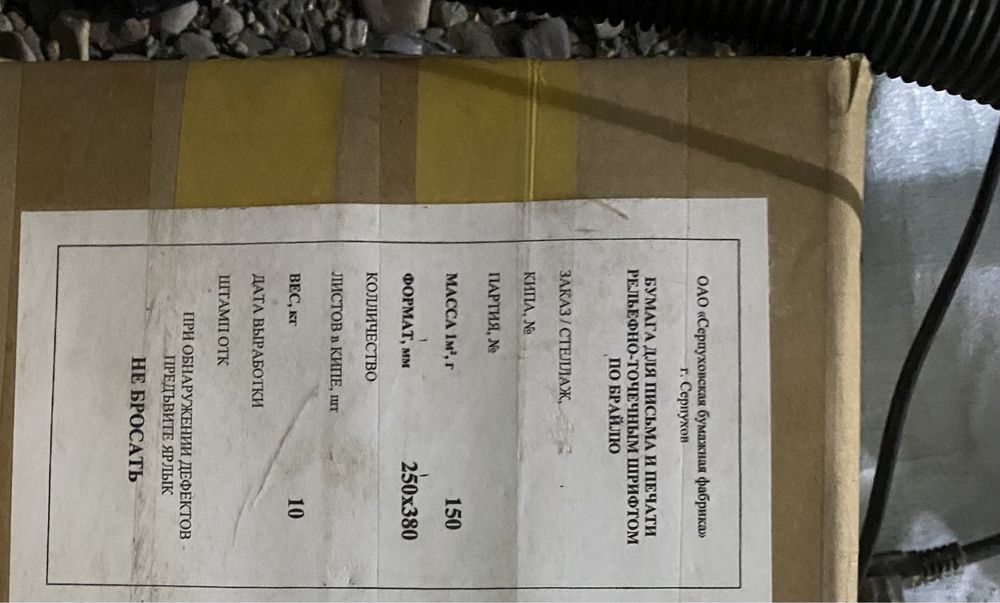 ОАО «Серпуховская бумажная фабрика»
г. Серпухов
БУМАГА ДЛЯ ПИСЬМА И ПЕЧАТИ
РЕЛЬЕФНО-ТОЧЕЧНЫМ ШРИФТОМ
ПО БРАЙЛЮ
ЗАКАЗ / СТЕЛЛАЖ,
КИПА, №
ПАРТИЯ, №
МАССА 1м², г 150
ФОРМАТ, мм 250х380
КОЛЛИЧЕСТВО
ЛИСТОВ в КИПЕ, шт
ВЕС, кг 10
ДАТА ВЫРАБОТКИ
ШТАМП ОТК
ПРИ ОБНАРУЖЕНИИ ДЕФЕКТОВ -
ПРЕДЪВИТЕ ЯРЛЫК
НЕ БРОСАТЬ